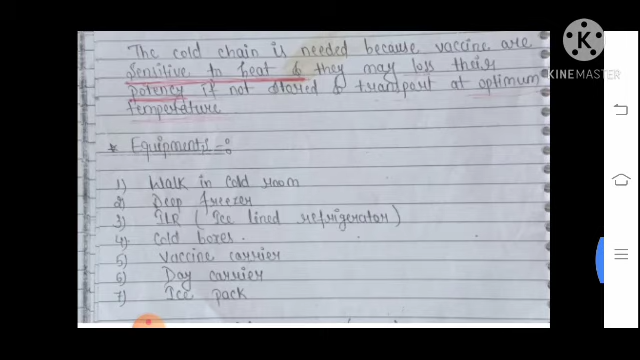 The cold chain is needed because vaccine are
sensitive to heat & they may loss their
potency if not stored & transport at optimum
temperature
* Equipment :-
1) Walk in cold room
2) Deep freezer
3) ILR ( Ice lined refrigerator)
4) cold boxes.
5) vaccine carrier
6) Day carrier
7) Ice pack
KINEMASTER